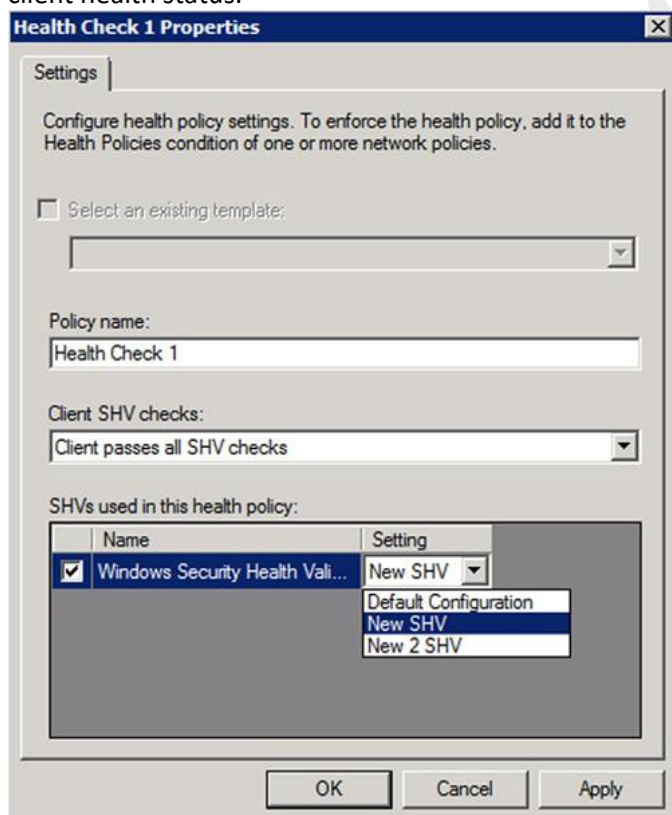 client health status.
Health Check 1 Properties
Settings
Configure health policy settings. To enforce the health policy, add it to the
Health Policies condition of one or more network policies.
Select an existing template:
Policy name:
Health Check 1
Client SHV checks:
Client passes all SHV checks
SHVs used in this health policy:
Name Setting
Windows Security Health Vali... New SHV
Default Configuration
New SHV
New 2 SHV
OK Cancel Apply